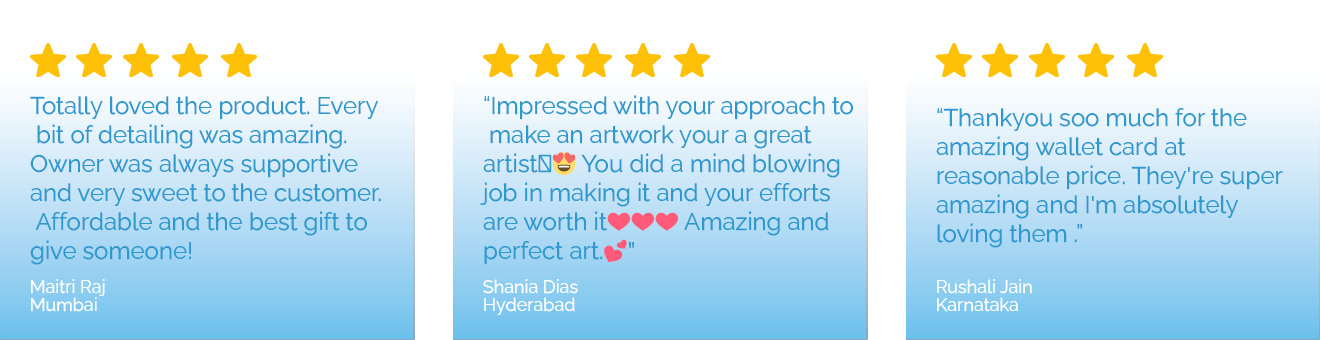 Totally loved the product. Every
bit of detailing was amazing.
Owner was always supportive
and very sweet to the customer.
Affordable and the best gift to
give someone!
Maitri Raj
Mumbai
“Impressed with your approach to
make an artwork your a great
artist😍 You did a mind blowing
job in making it and your efforts
are worth it❤❤❤ Amazing and
perfect art.💕"
Shania Dias
Hyderabad
“Thankyou soo much for the
amazing wallet card at
reasonable price. They're super
amazing and I'm absolutely
loving them .”
Rushali Jain
Karnataka